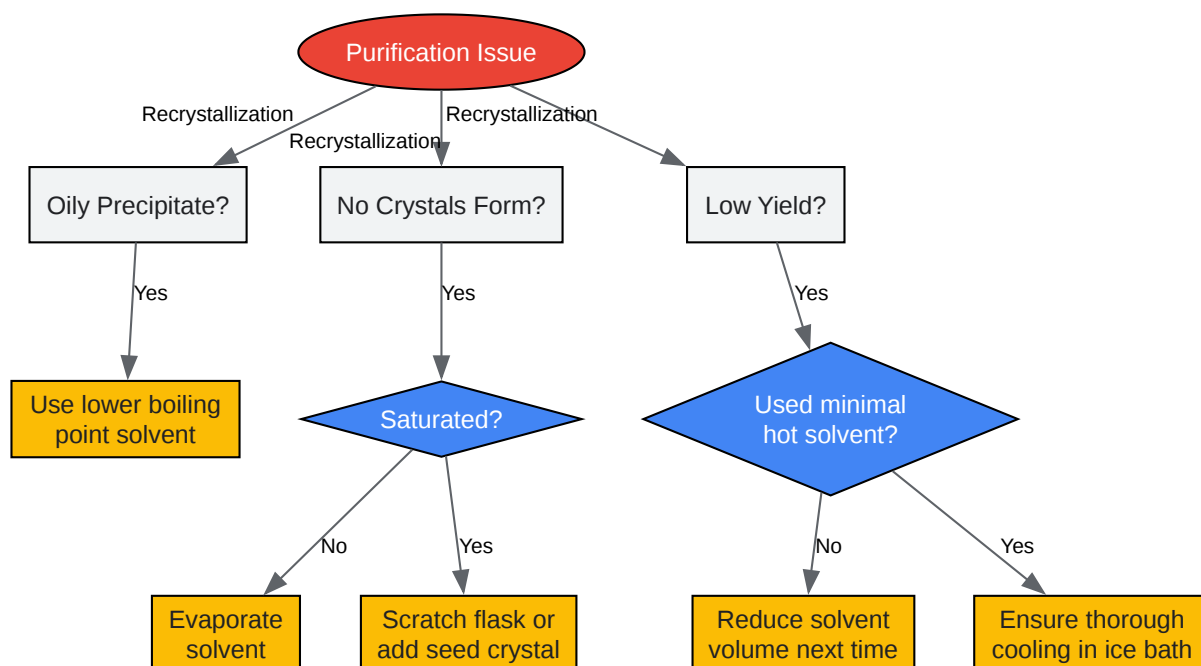 Purification Issue
Recrystallization
Recrystallization
Recrystallization
Oily Precipitate?
No Crystals Form?
Low Yield?
Yes
Yes
Yes
Use lower boiling
point solvent
Saturated?
Used minimal
hot solvent?
No
Yes
No
Yes
Evaporate
solvent
Scratch flask or
add seed crystal
Reduce solvent
volume next time
Ensure thorough
cooling in ice bath